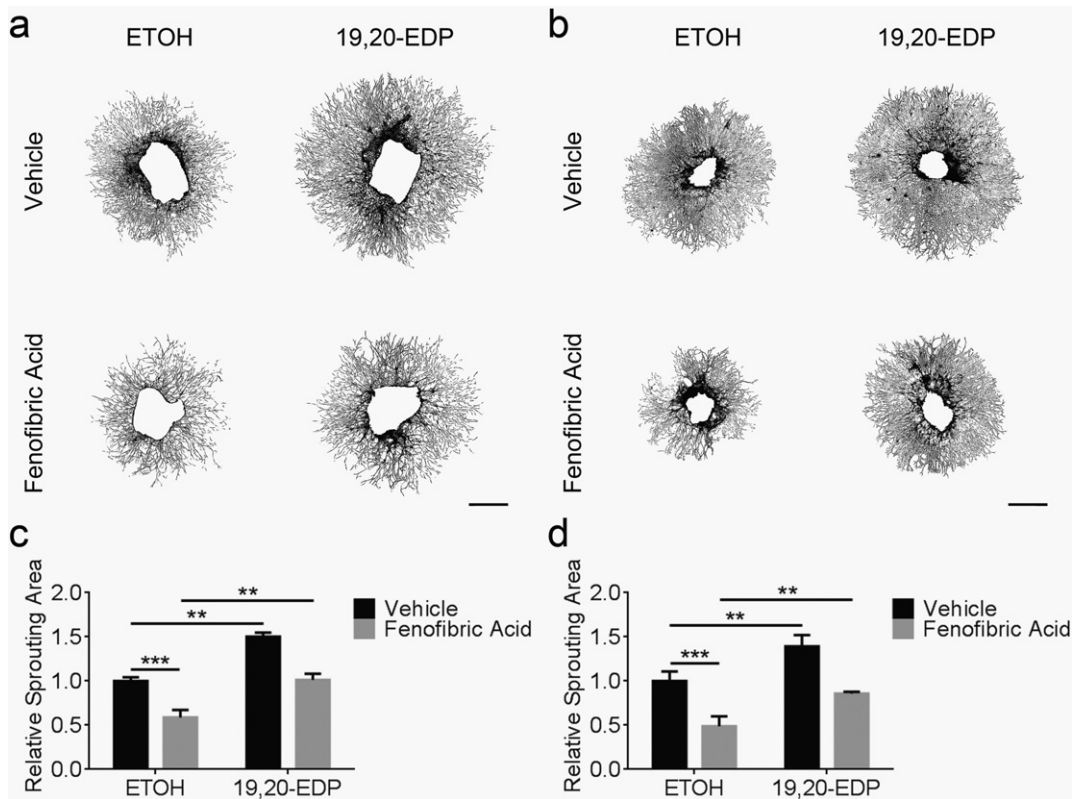 a
ETOH 19,20-EDP
Vehicle
Fenofibric Acid
b
ETOH 19,20-EDP
Vehicle
Fenofibric Acid
c
Relative Sprouting Area
2.0
1.5
1.0
0.5
0.0
***
**
**
ETOH 19,20-EDP
Vehicle
Fenofibric Acid
d
Relative Sprouting Area
2.0
1.5
1.0
0.5
0.0
***
**
**
ETOH 19,20-EDP
Vehicle
Fenofibric Acid